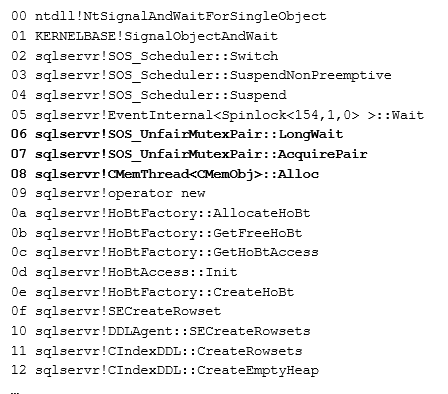 00 ntdll!NtSignalAndWaitForSingleObject
01 KERNELBASE!SignalObjectAndWait
02 sqlservr!SOS_Scheduler::Switch
03 sqlservr!SOS_Scheduler::SuspendNonPreemptive
04 sqlservr!SOS_Scheduler::Suspend
05 sqlservr!EventInternal<Spinlock<154,1,0> >::Wait
06 sqlservr!SOS_UnfairMutexPair::LongWait
07 sqlservr!SOS_UnfairMutexPair::AcquirePair
08 sqlservr!CMemThread<CMemObj>::Alloc
09 sqlservr!operator new
0a sqlservr!HoBtFactory::AllocateHoBt
0b sqlservr!HoBtFactory::GetFreeHoBt
0c sqlservr!HoBtFactory::GetHoBtAccess
0d sqlservr!HoBtAccess::Init
0e sqlservr!HoBtFactory::CreateHoBt
0f sqlservr!SECreateRowset
10 sqlservr!DDLAgent::SECreateRowsets
11 sqlservr!CIndexDDL::CreateRowsets
12 sqlservr!CIndexDDL::CreateEmptyHeap
…